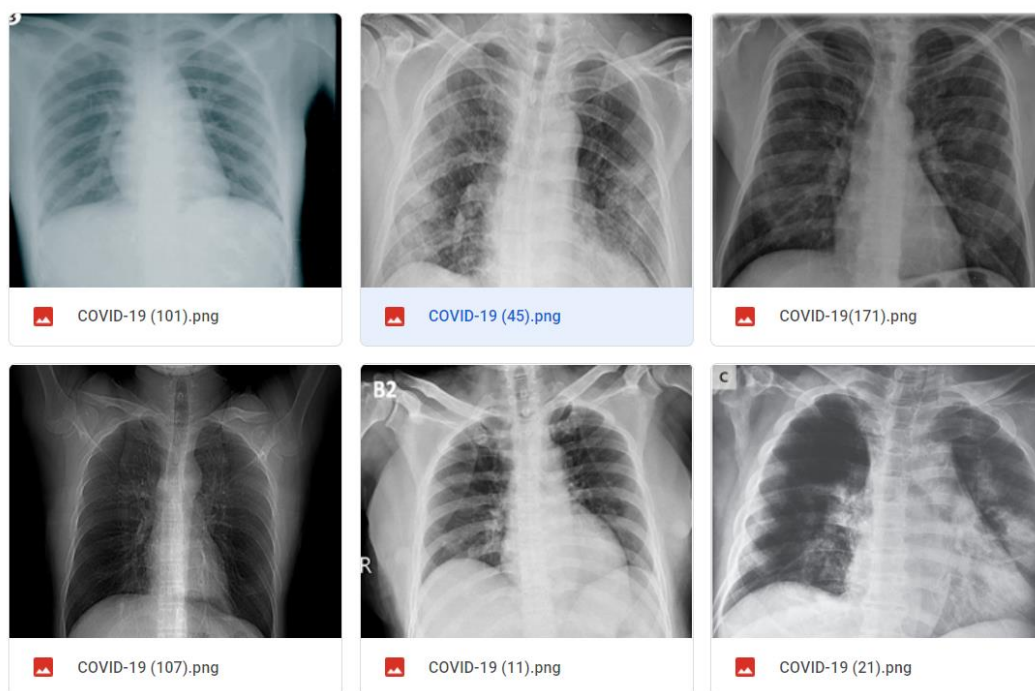 COVID-19 (101).png
COVID-19 (45).png
COVID-19(171).png
B2
R
C
COVID-19 (107).png
COVID-19 (11).png
COVID-19 (21).png